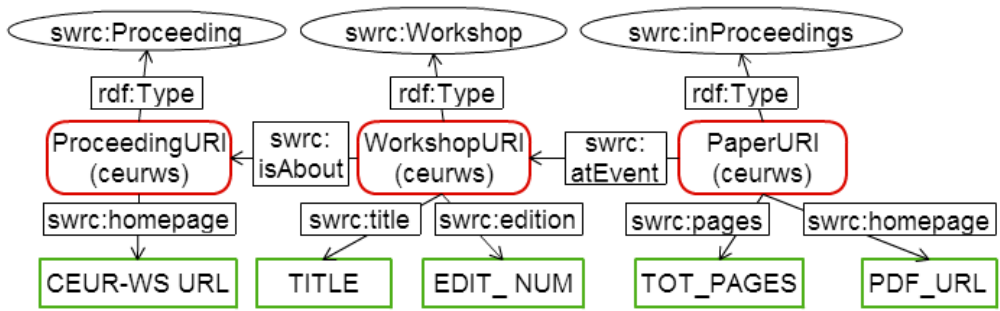 swrc:Proceeding swrc:Workshop swrc:inProceedings
rdf:Type rdf:Type rdf:Type
ProceedingURI
(ceurws)
swrc:
isAbout
WorkshopURI
(ceurws)
swrc:
atEvent
PaperURI
(ceurws)
swrc:homepage swrc:title swrc:edition swrc:pages swrc:homepage
CEUR-WS URL TITLE EDIT_ NUM TOT_PAGES PDF_URL